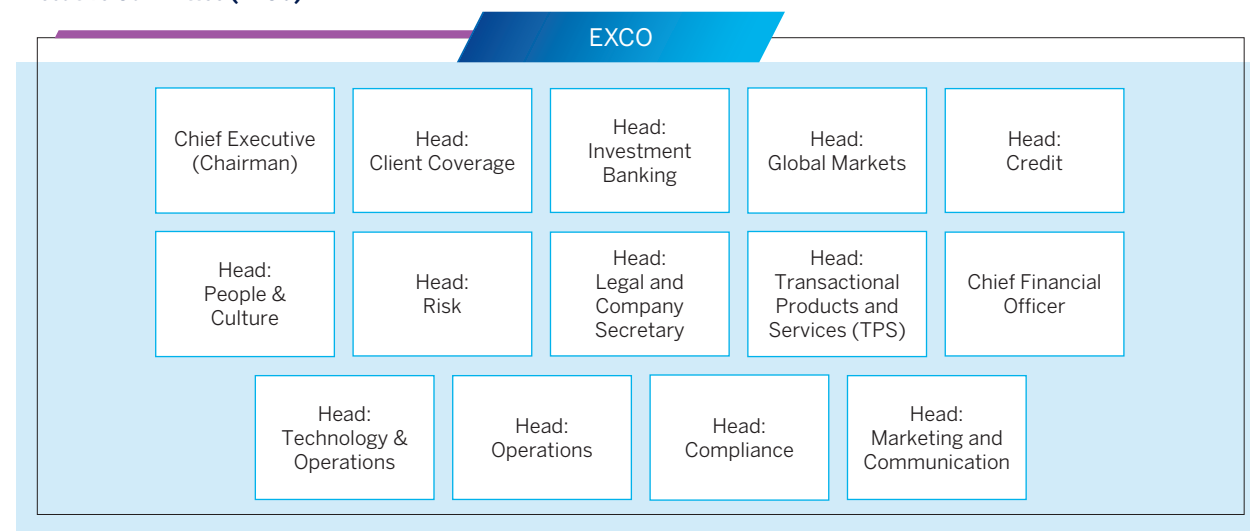 EXCO
Chief Executive
(Chairman)
Head:
Client Coverage
Head:
Investment
Banking
Head:
Global Markets
Head:
Credit
Head:
People &
Culture
Head:
Risk
Head:
Legal and
Company
Secretary
Head:
Transactional
Products and
Services (TPS)
Chief Financial
Officer
Head:
Technology &
Operations
Head:
Operations
Head:
Compliance
Head:
Marketing and
Communication